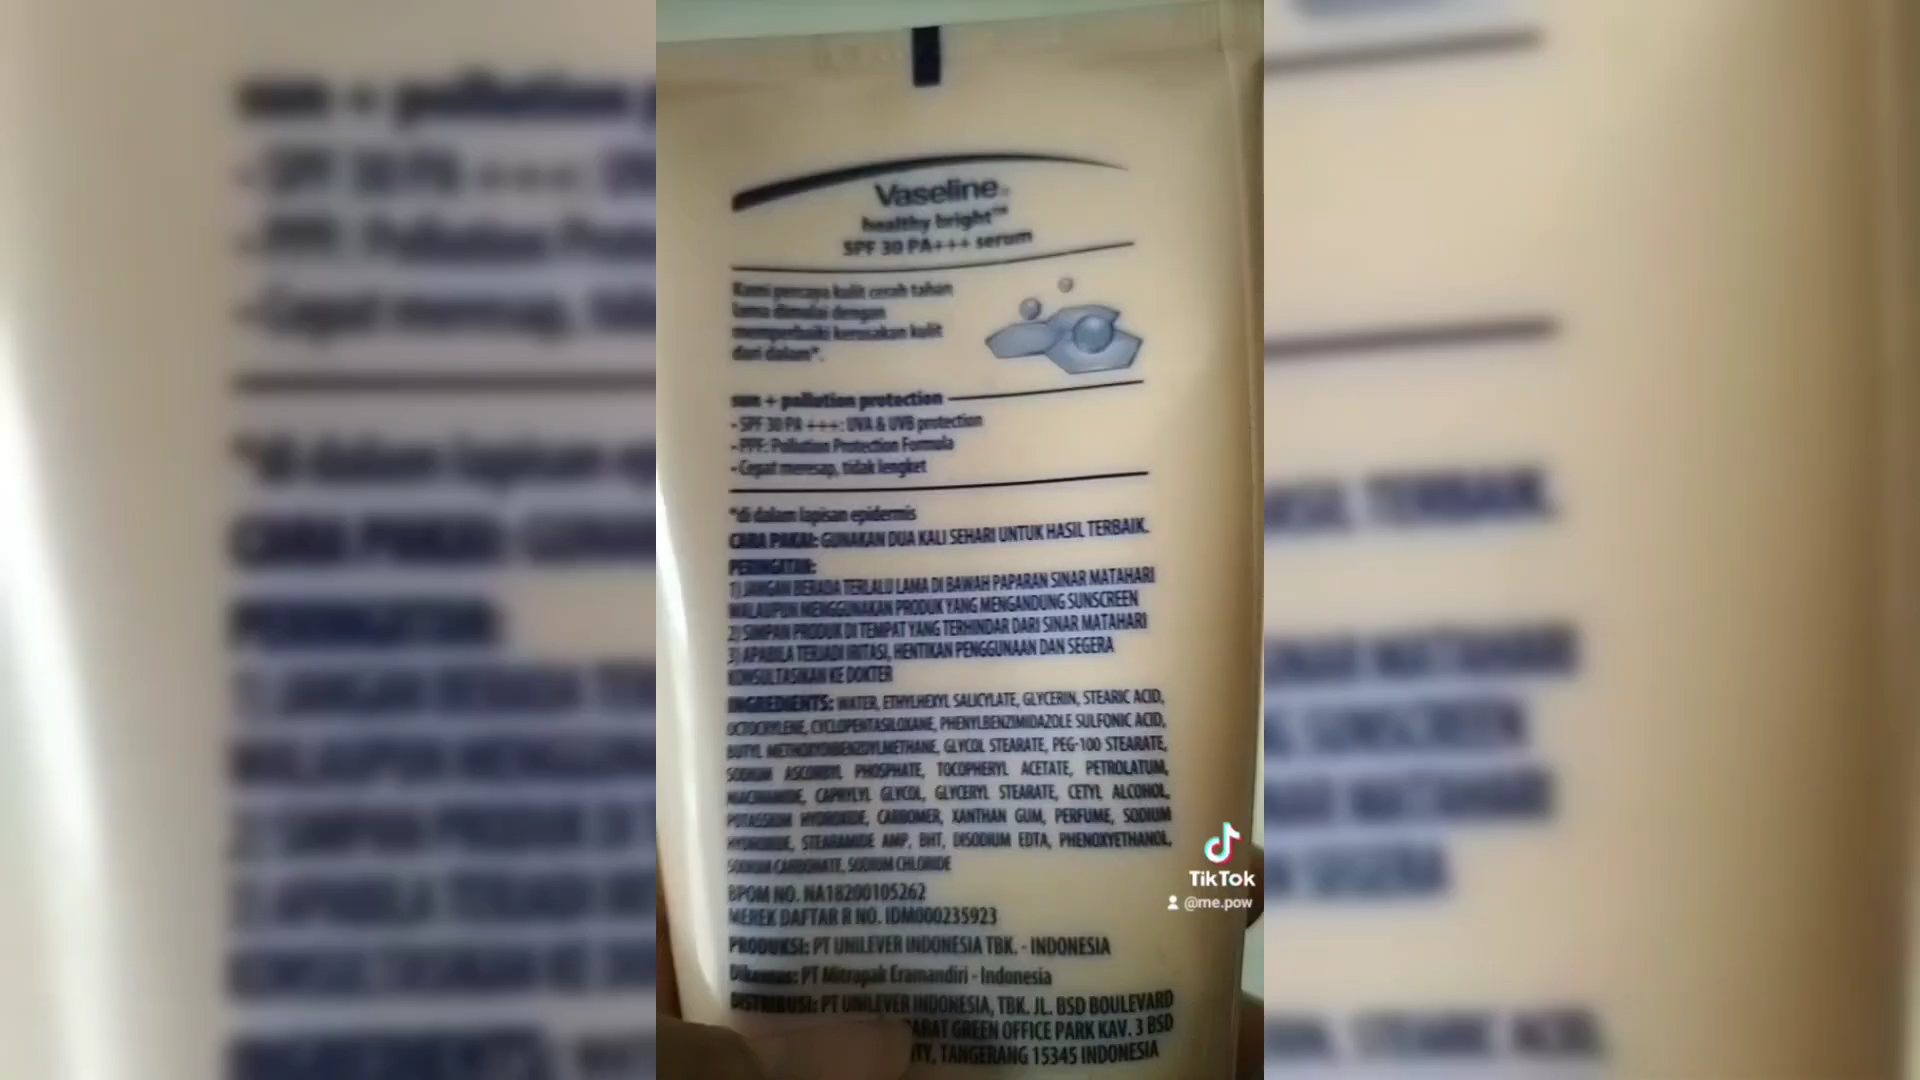 Vaseline
healthy bright™
SPF 30 PA+++ serum
Kami percaya kulit cerah tahan
lama dimulai dengan
memperbaiki kerusakan kulit
dari dalam*.
sun + pollution protection
- SPF 30 PA +++: UVA & UVB protection
- PPF: Pollution Protection Formula
- Cepat meresap, tidak lengket
*di dalam lapisan epidermis
CARA PAKAI: GUNAKAN DUA KALI SEHARI UNTUK HASIL TERBAIK.
PERINGATAN:
1) JANGAN BERADA TERLALU LAMA DI BAWAH PAPARAN SINAR MATAHARI
WALAUPUN MENGGUNAKAN PRODUK YANG MENGANDUNG SUNSCREEN
2) SIMPAN PRODUK DI TEMPAT YANG TERHINDAR DARI SINAR MATAHARI
3) APABILA TERJADI IRITASI, HENTIKAN PENGGUNAAN DAN SEGERA
KONSULTASIKAN KE DOKTER
INGREDIENTS: WATER, ETHYLHEXYL SALICYLATE, GLYCERIN, STEARIC ACID,
OCTOCRYLENE, CYCLOPENTASILOXANE, PHENYLBENZIMIDAZOLE SULFONIC ACID,
BUTYL METHOXYDIBENZOYLMETHANE, GLYCOL STEARATE, PEG-100 STEARATE,
SODIUM ASCORBYL PHOSPHATE, TOCOPHERYL ACETATE, PETROLATUM,
NIACINAMIDE, CAPRYLYL GLYCOL, GLYCERYL STEARATE, CETYL ALCOHOL,
POTASSIUM HYDROXIDE, CARBOMER, XANTHAN GUM, PERFUME, SODIUM
HYDROXIDE, STEARAMIDE AMP, BHT, DISODIUM EDTA, PHENOXYETHANOL,
SODIUM CARBONATE, SODIUM CHLORIDE
BPOM NO. NA18200105262
MEREK DAFTAR R NO. IDM000235923
PRODUKSI: PT UNILEVER INDONESIA TBK. - INDONESIA
Dikemas: PT Mitrapak Eramandiri - Indonesia
DISTRIBUSI: PT UNILEVER INDONESIA, TBK. JL. BSD BOULEVARD
BARAT GREEN OFFICE PARK KAV. 3 BSD
TANGERANG 15345 INDONESIA
TikTok
@me.pow